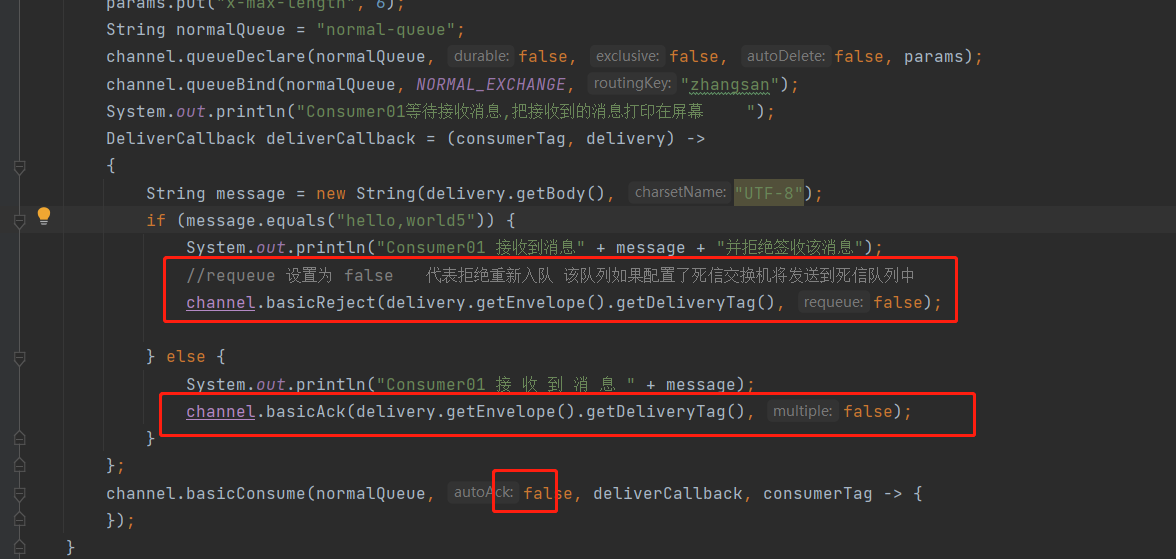 params.put("x-max-length", 6);
String normalQueue = "normal-queue";
channel.queueDeclare(normalQueue, durable: false, exclusive: false, autoDelete: false, params);
channel.queueBind(normalQueue, NORMAL_EXCHANGE, routingKey: "zhangsan");
System.out.println("Consumer01等待接收消息,把接收到的消息打印在屏幕    ");
DeliverCallback deliverCallback = (consumerTag, delivery) ->
{
String message = new String(delivery.getBody(), charsetName: "UTF-8");
if (message.equals("hello,world5")) {
System.out.println("Consumer01 接收到消息" + message + "并拒绝签收该消息");
//requeue 设置为 false   代表拒绝重新入队 该队列如果配置了死信交换机将发送到死信队列中
channel.basicReject(delivery.getEnvelope().getDeliveryTag(), requeue: false);
} else {
System.out.println("Consumer01 接 收 到 消 息 " + message);
channel.basicAck(delivery.getEnvelope().getDeliveryTag(), multiple: false);
}
};
channel.basicConsume(normalQueue, autoAck: false, deliverCallback, consumerTag -> {
});
}